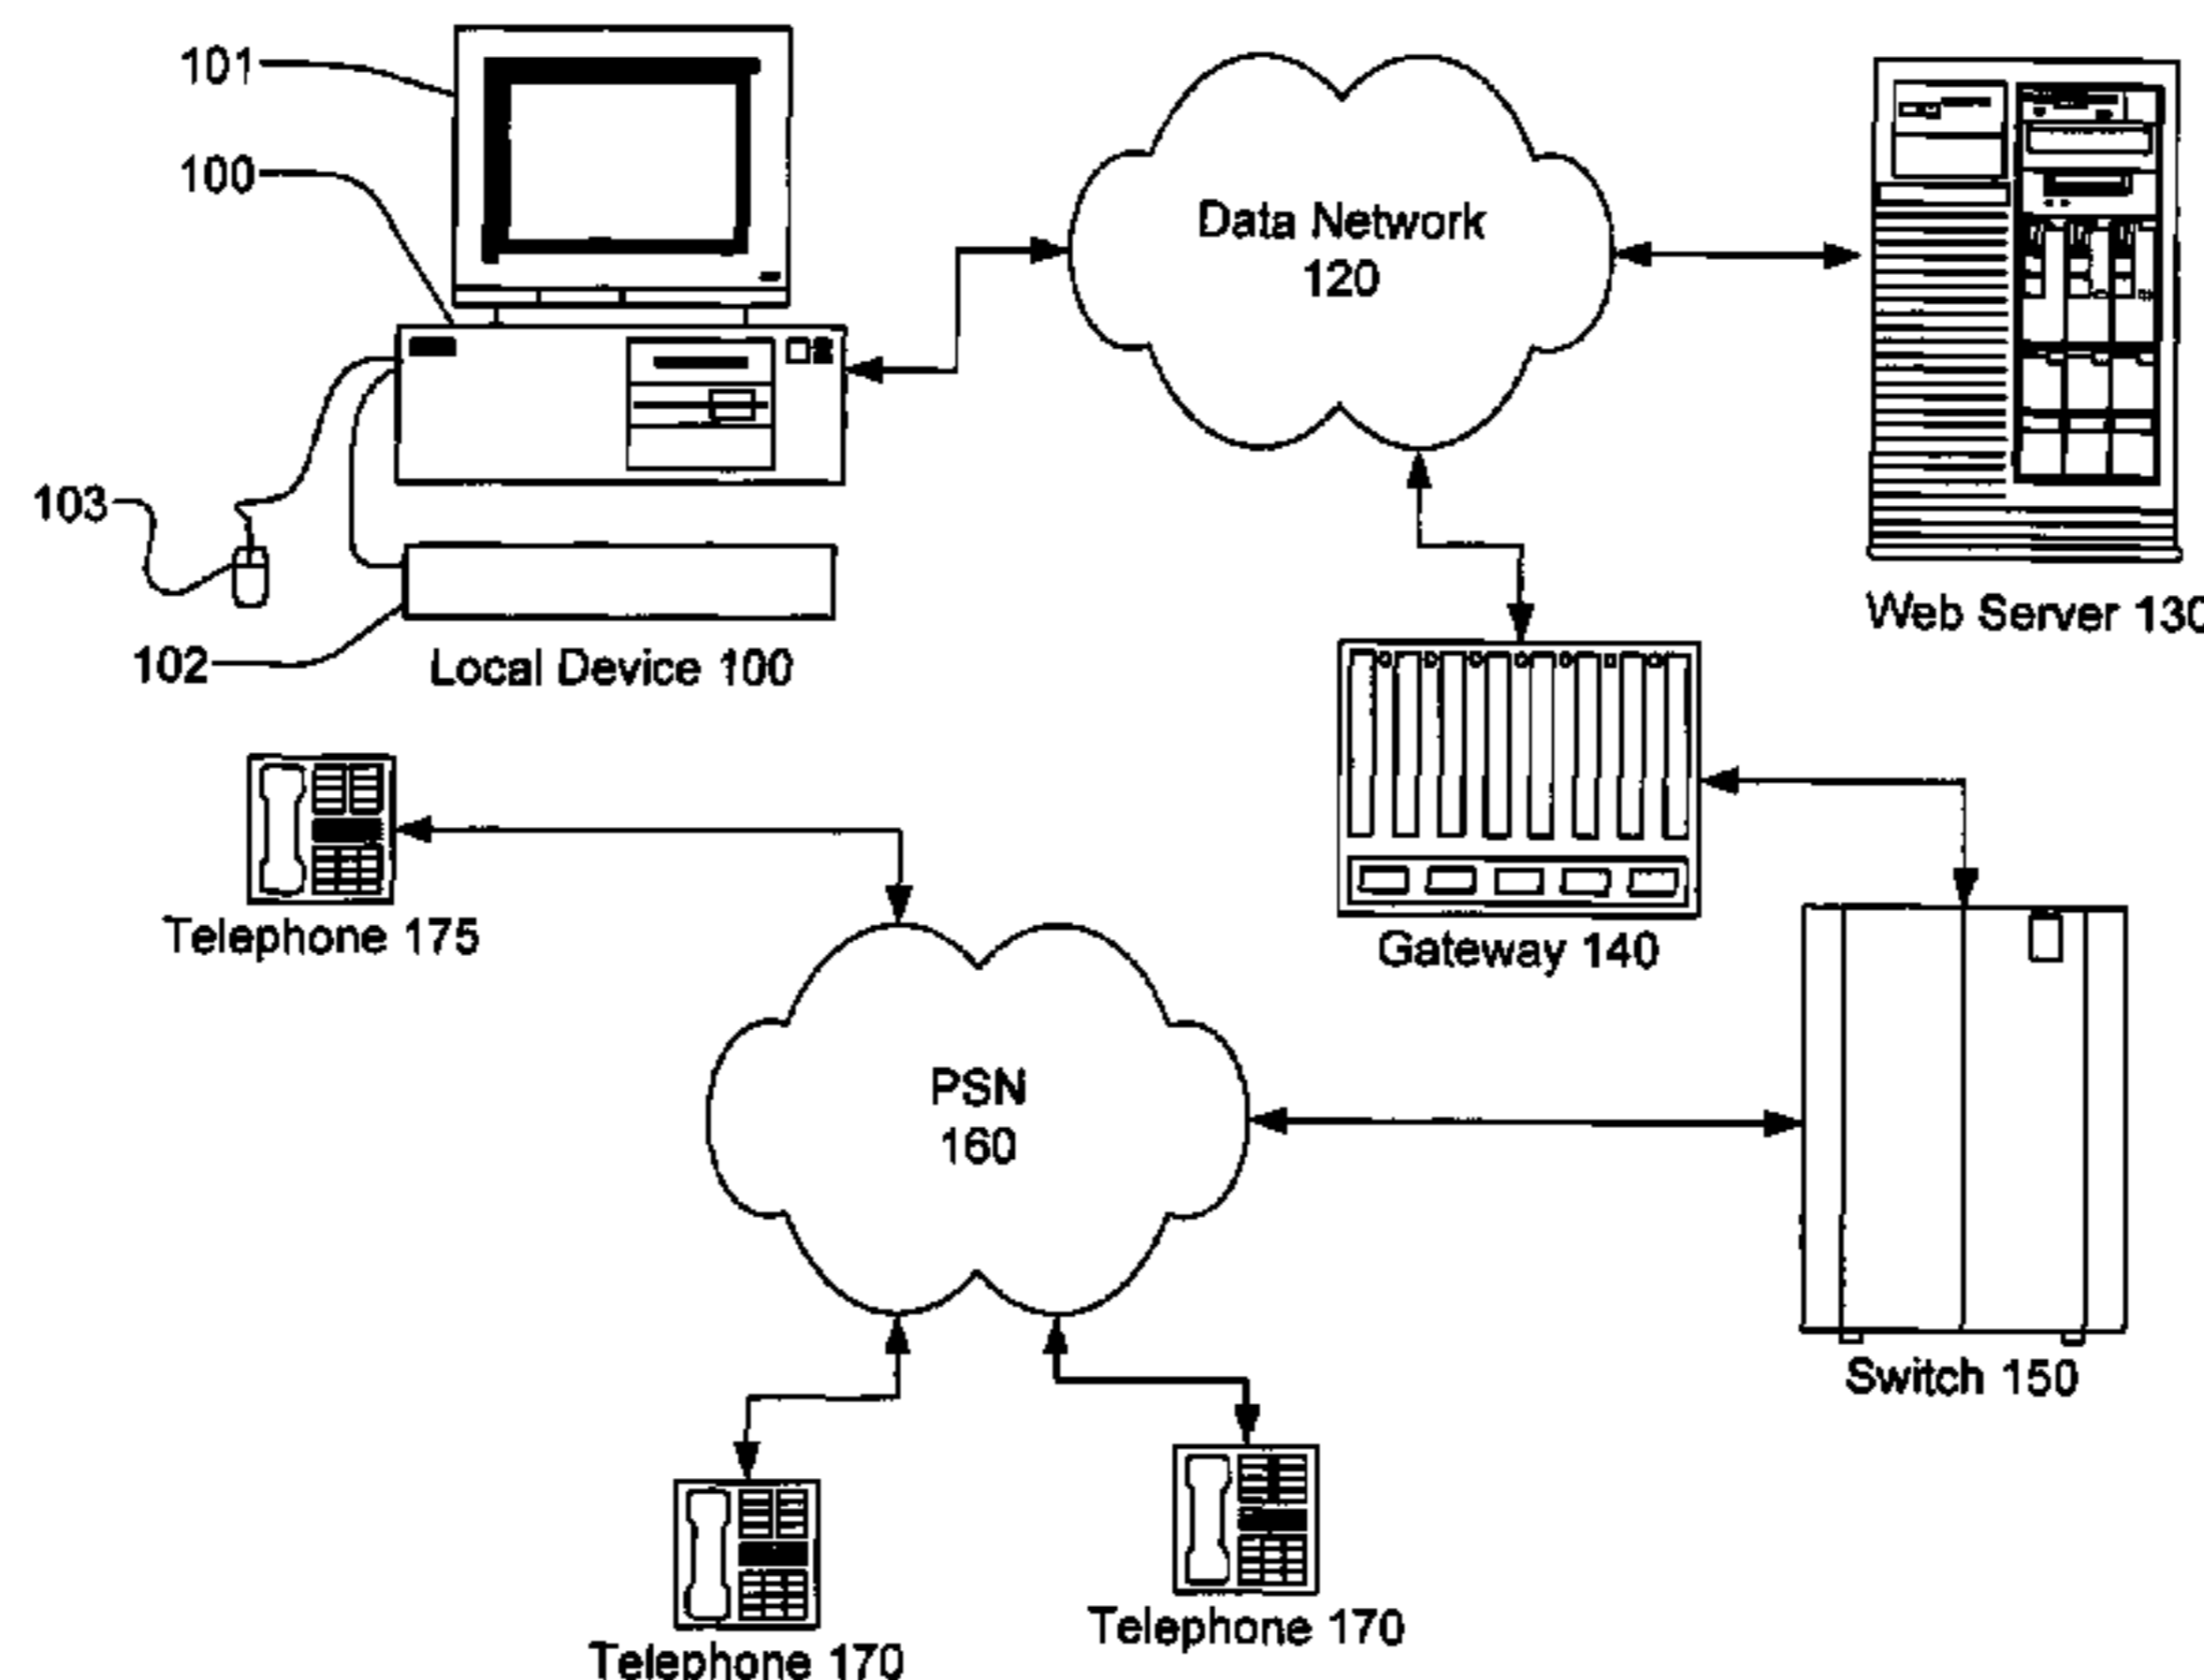 101
100
Data Network
120
103
102
Local Device 100
Web Server 130
Telephone 175
Gateway 140
PSN
160
Switch 150
Telephone 170
Telephone 170